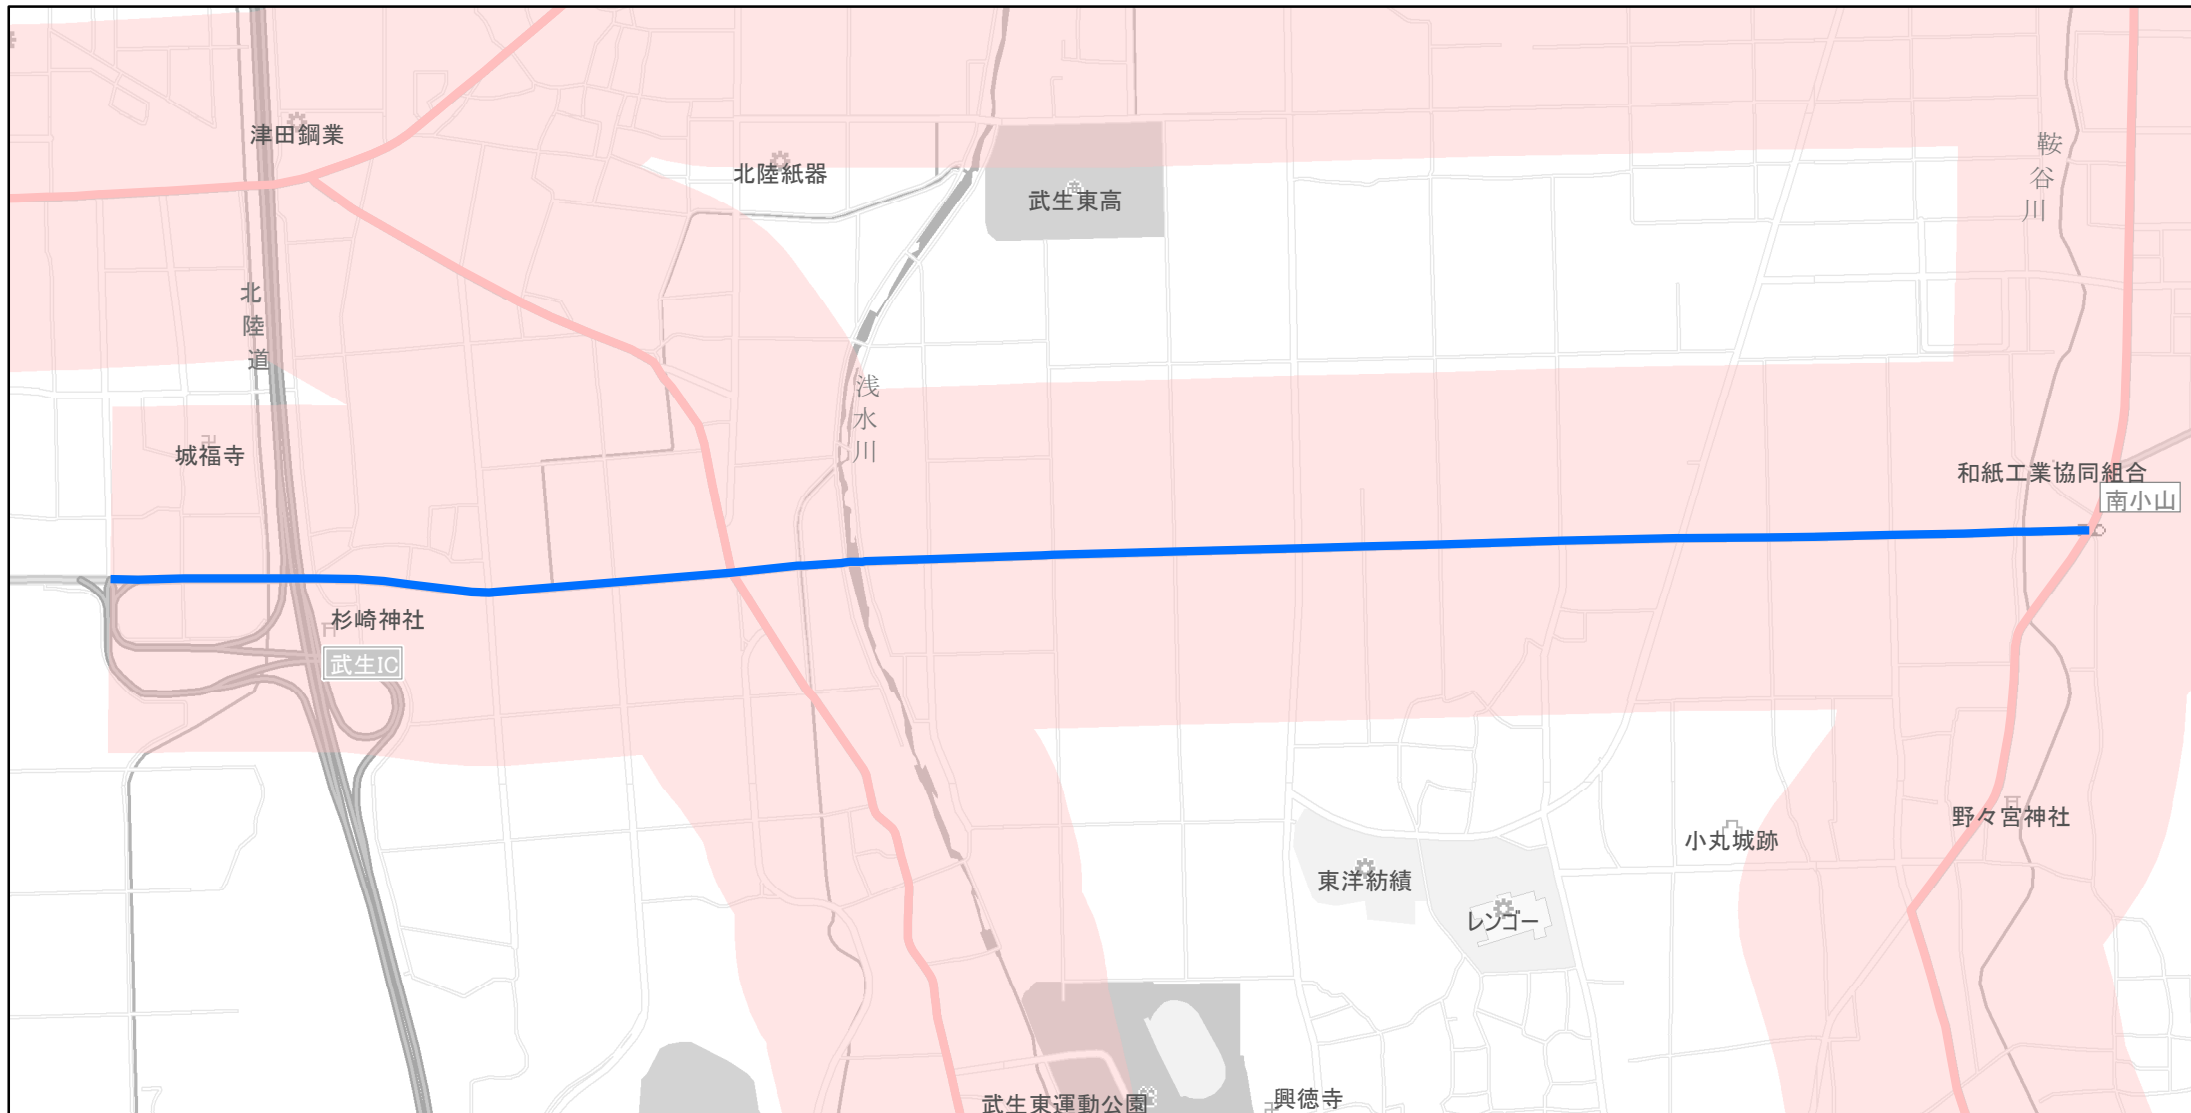 津田鋼業
鞍谷川
北陸紙器
武生東高
北陸道
浅水川
城福寺
和紙工業協同組合
南小山
杉崎神社
武生IC
野々宮神社
小丸城跡
東洋紡績
レンゴー
武生東運動公園
興徳寺